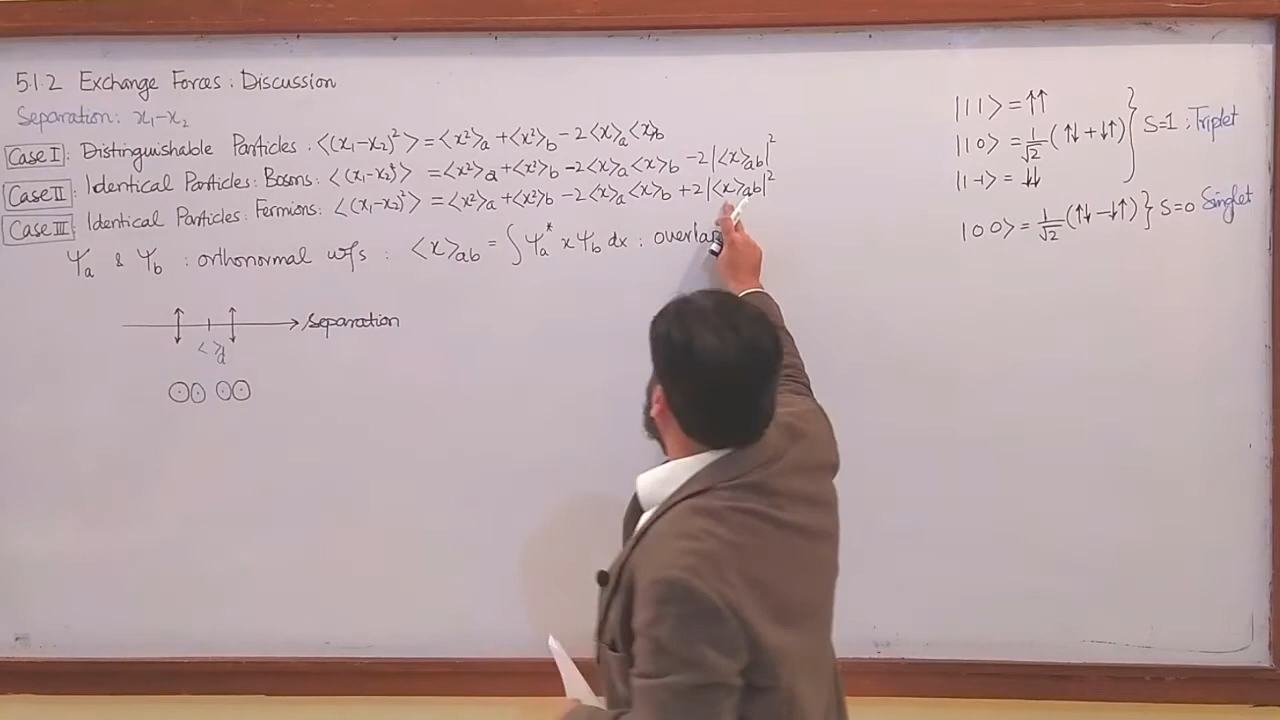 5.1.2 Exchange Forces : Discussion
Separation: x₁-x₂
Case I : Distinguishable Particles : ⟨(x₁-x₂)²⟩ = ⟨x²⟩a + ⟨x²⟩b - 2⟨x⟩a⟨x⟩b
Case II : Identical Particles : Bosons : ⟨(x₁-x₂)²⟩ = ⟨x²⟩a + ⟨x²⟩b - 2⟨x⟩a⟨x⟩b - 2|⟨x⟩ab|²
Case III : Identical Particles : Fermions : ⟨(x₁-x₂)²⟩ = ⟨x²⟩a + ⟨x²⟩b - 2⟨x⟩a⟨x⟩b + 2|⟨x⟩ab|²
ψa & ψb : orthonormal w/fs : ⟨x⟩ab = ∫ψa* x ψb dx : overlap
Separation
⟨ ⟩d
|1 1⟩ = ↑↑
|1 0⟩ = 1/√2 (↑↓ + ↓↑) } S=1 : Triplet
|1 -1⟩ = ↓↓
|0 0⟩ = 1/√2 (↑↓ - ↓↑) } S=0 Singlet